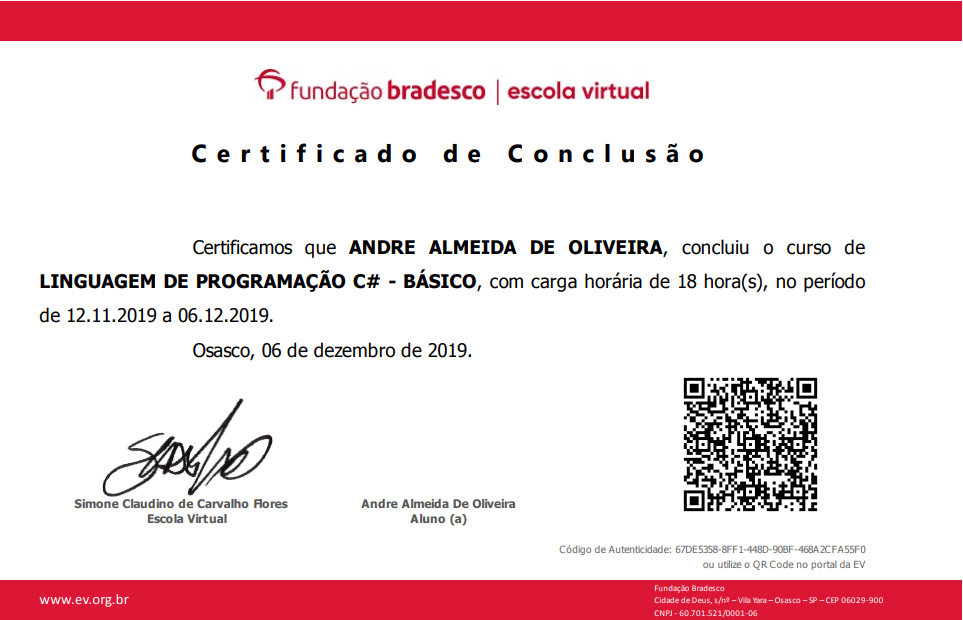 fundação bradesco | escola virtual
Certificado de Conclusão
Certificamos que ANDRE ALMEIDA DE OLIVEIRA, concluiu o curso de
LINGUAGEM DE PROGRAMAÇÃO C# - BÁSICO, com carga horária de 18 hora(s), no período
de 12.11.2019 a 06.12.2019.
Osasco, 06 de dezembro de 2019.
Simone Claudino de Carvalho Flores
Escola Virtual
Andre Almeida De Oliveira
Aluno (a)
Código de Autenticidade: 67DE5358-8FF1-448D-90BF-468A2CFA55F0
ou utilize o QR Code no portal da EV
www.ev.org.br
Fundação Bradesco
Cidade de Deus, s/nº – Vila Yara – Osasco – SP – CEP 06029-900
CNPJ - 60.701.521/0001-06